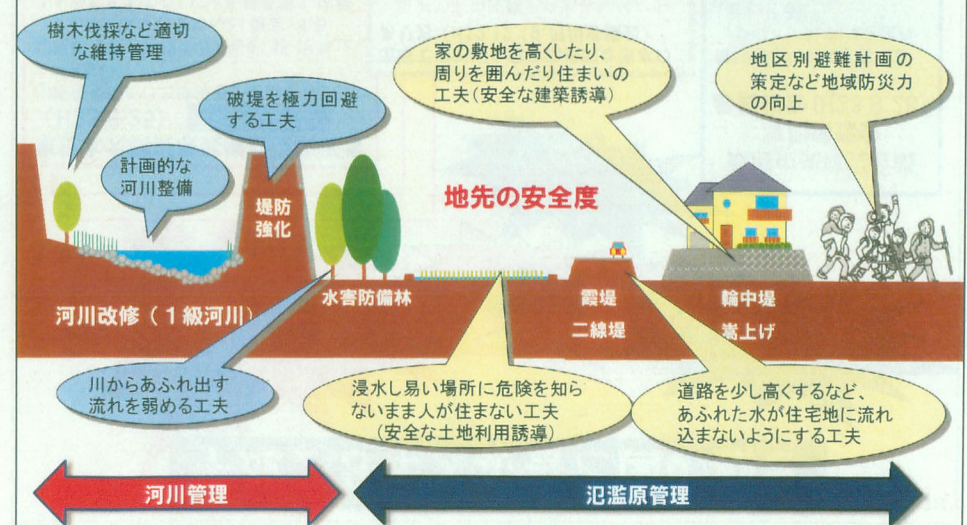 樹木伐採など適切
な維持管理
破堤を極力回避
する工夫
計画的な
河川整備
家の敷地を高くしたり、
周りを囲んだり住まいの
工夫(安全な建築誘導)
地区別避難計画の
策定など地域防災力
の向上
堤防
強化
地先の安全度
河川改修(1級河川)
水害防備林
霞堤
二線堤
輪中堤
嵩上げ
川からあふれ出す
流れを弱める工夫
浸水し易い場所に危険を知ら
ないまま人が住まない工夫
(安全な土地利用誘導)
道路を少し高くするなど、
あふれた水が住宅地に流れ
込まないようにする工夫
河川管理
氾濫原管理